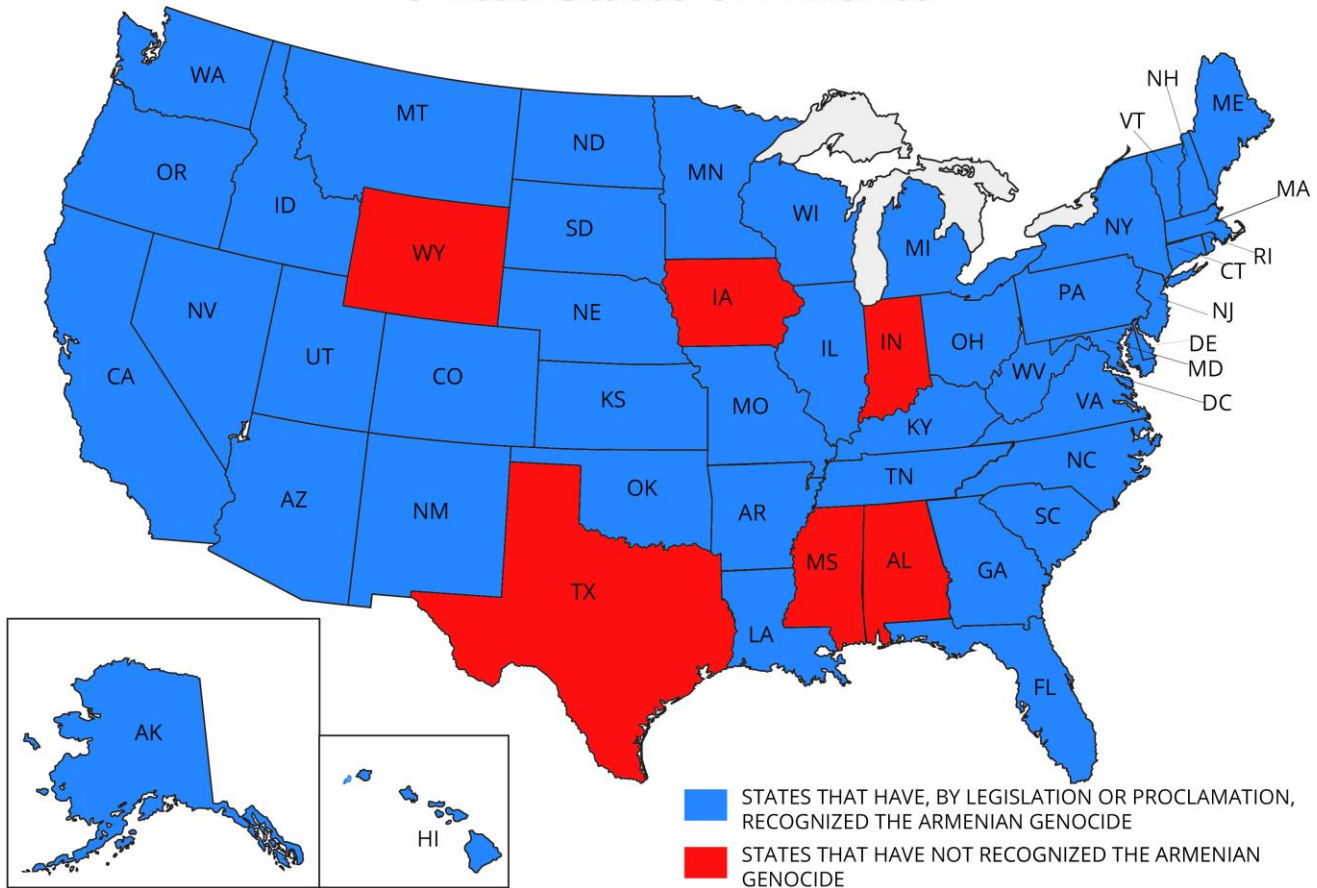 NH
WA
ME
MT
VT
ND
MN
OR
MA
ID
WI
SD
NY
MI
WY
RI
CT
IA
PA
NE
NV
NJ
IN
OH
DE
IL
UT
MD
CA
CO
WV
KS
MO
VA
DC
KY
NC
TN
OK
AZ
NM
AR
SC
MS
AL
GA
TX
LA
FL
AK
HI
STATES THAT HAVE, BY LEGISLATION OR PROCLAMATION,
RECOGNIZED THE ARMENIAN GENOCIDE
STATES THAT HAVE NOT RECOGNIZED THE ARMENIAN
GENOCIDE